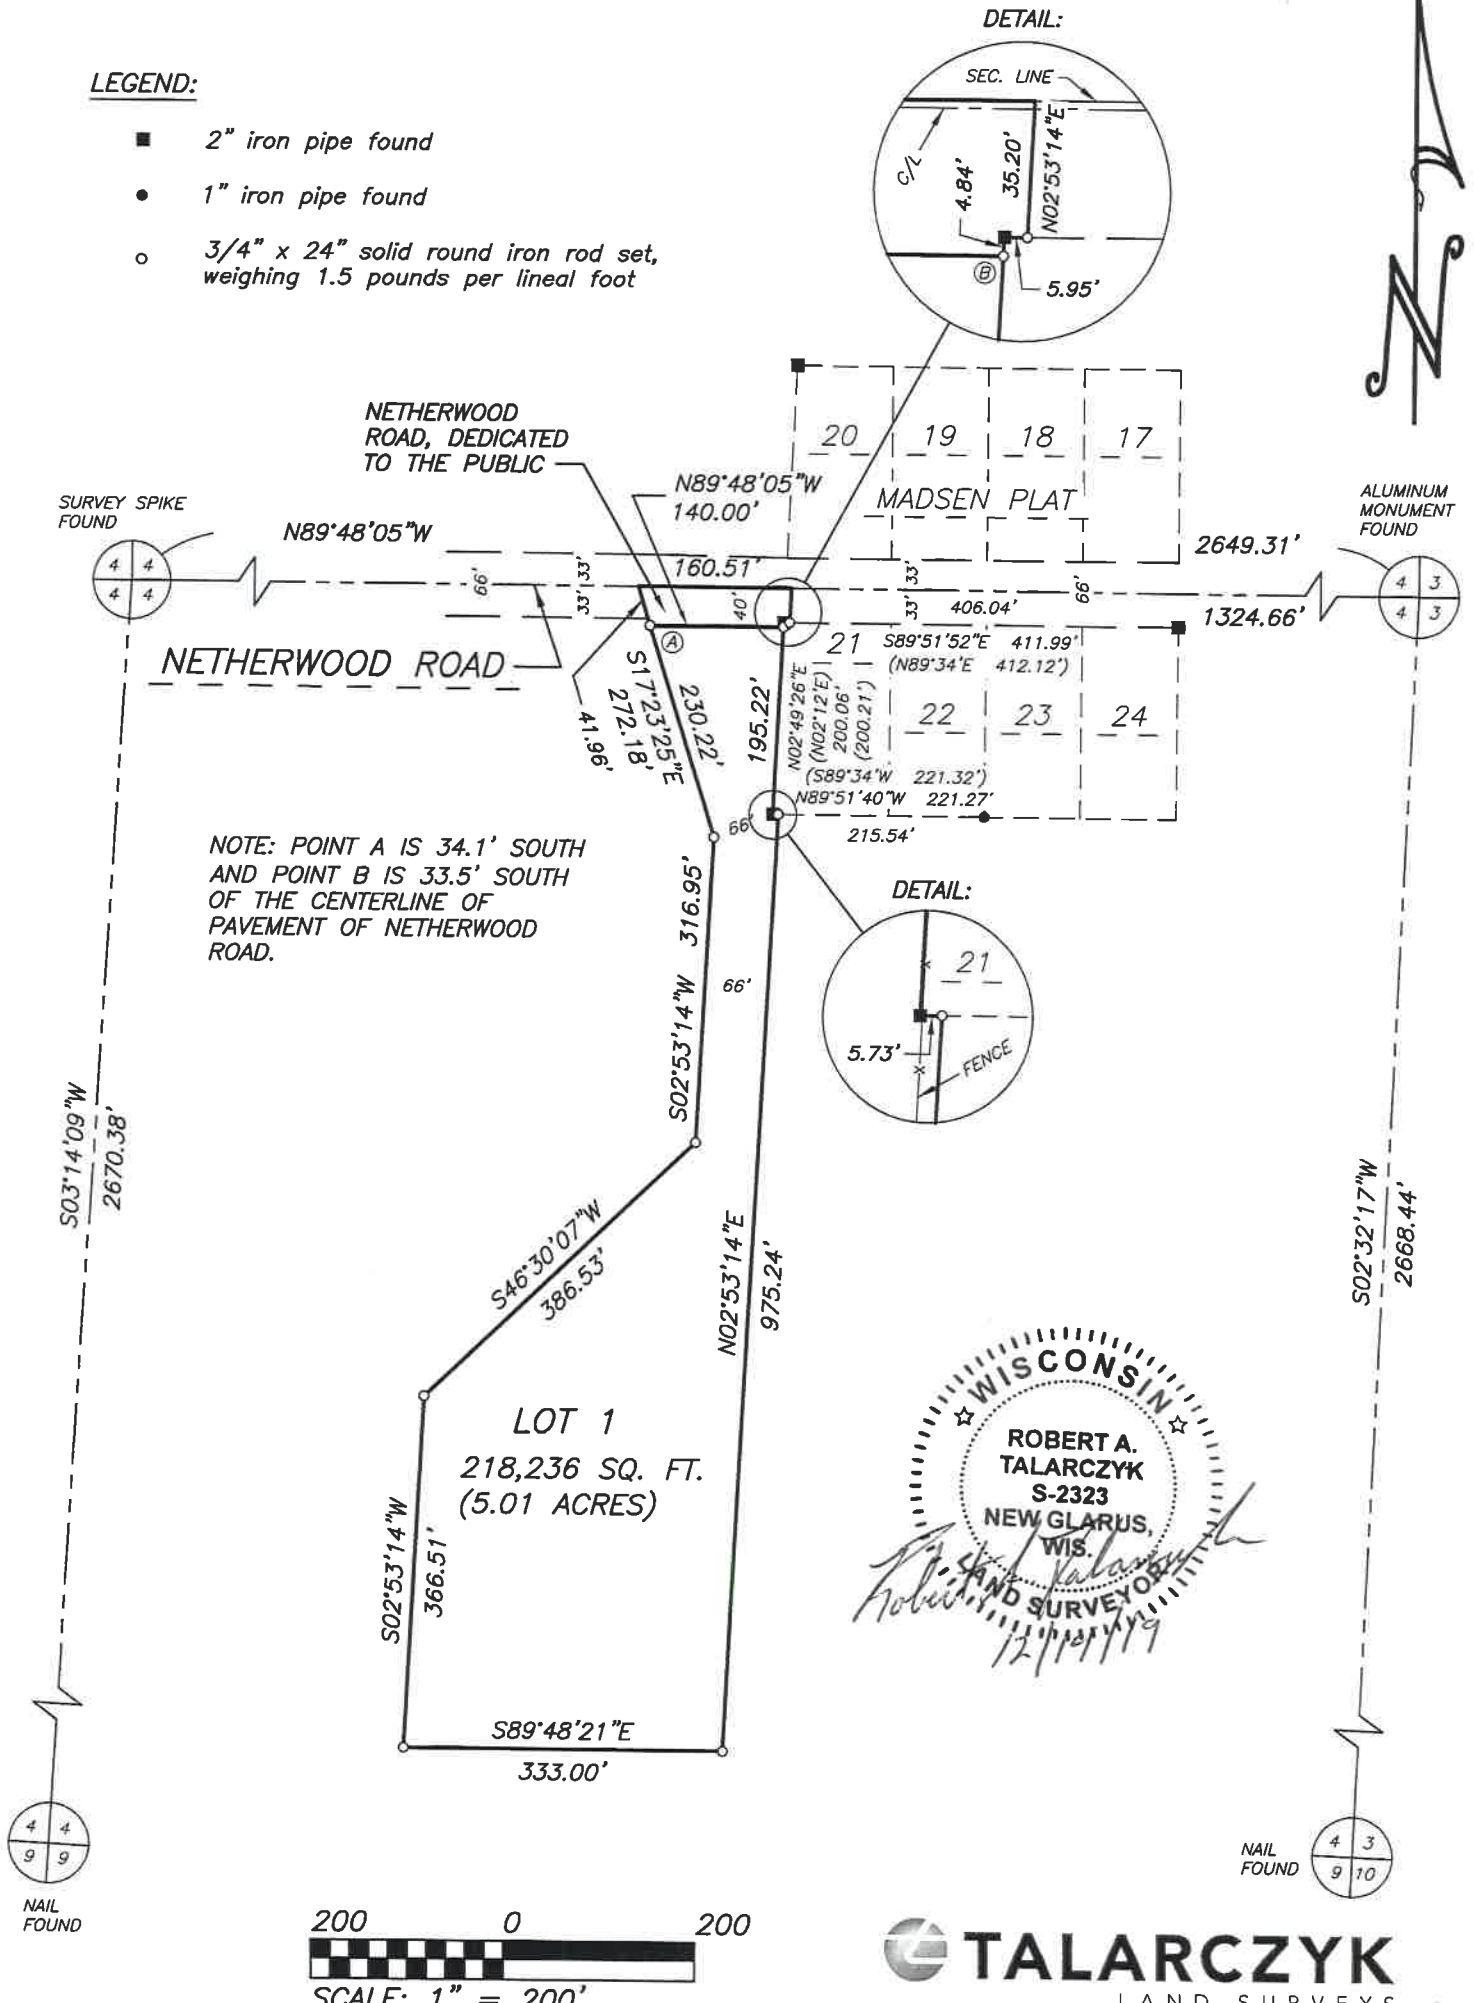 DETAIL:
SEC. LINE
C/L
4.84'
35.20'
N02°53'14"E
B
5.95'
LEGEND:
2" iron pipe found
1" iron pipe found
3/4" x 24" solid round iron rod set,
weighing 1.5 pounds per lineal foot
N
NETHERWOOD
ROAD, DEDICATED
TO THE PUBLIC
N89°48'05"W
140.00'
20
19
18
17
MADSEN PLAT
SURVEY SPIKE
FOUND
ALUMINUM
MONUMENT
FOUND
N89°48'05"W
2649.31'
4 4
4 4
66'
33' 33'
160.51'
40'
33' 33'
406.04'
66'
1324.66'
4 3
4 3
NETHERWOOD ROAD
A
21
S89°51'52"E 411.99'
(N89°34'E 412.12')
S17°23'25"E
272.18'
230.22'
41.96'
195.22'
N02°49'26"E
(N02°12'E)
200.06'
(200.21')
22
23
24
(S89°34'W 221.32')
N89°51'40"W 221.27'
215.54'
66'
NOTE: POINT A IS 34.1' SOUTH
AND POINT B IS 33.5' SOUTH
OF THE CENTERLINE OF
PAVEMENT OF NETHERWOOD
ROAD.
DETAIL:
21
5.73'
FENCE
S02°53'14"W 316.95'
66'
S03°14'09"W
2670.38'
S46°30'07"W
386.53'
N02°53'14"E
975.24'
S02°32'17"W
2668.44'
LOT 1
218,236 SQ. FT.
(5.01 ACRES)
S02°53'14"W
366.51'
WISCONSIN
ROBERT A.
TALARCZYK
S-2323
NEW GLARUS,
WIS.
LAND SURVEYOR
12/19/19
S89°48'21"E
333.00'
4 4
9 9
NAIL
FOUND
NAIL
FOUND
4 3
9 10
200 0 200
SCALE: 1" = 200'
TALARCZYK
LAND SURVEYS